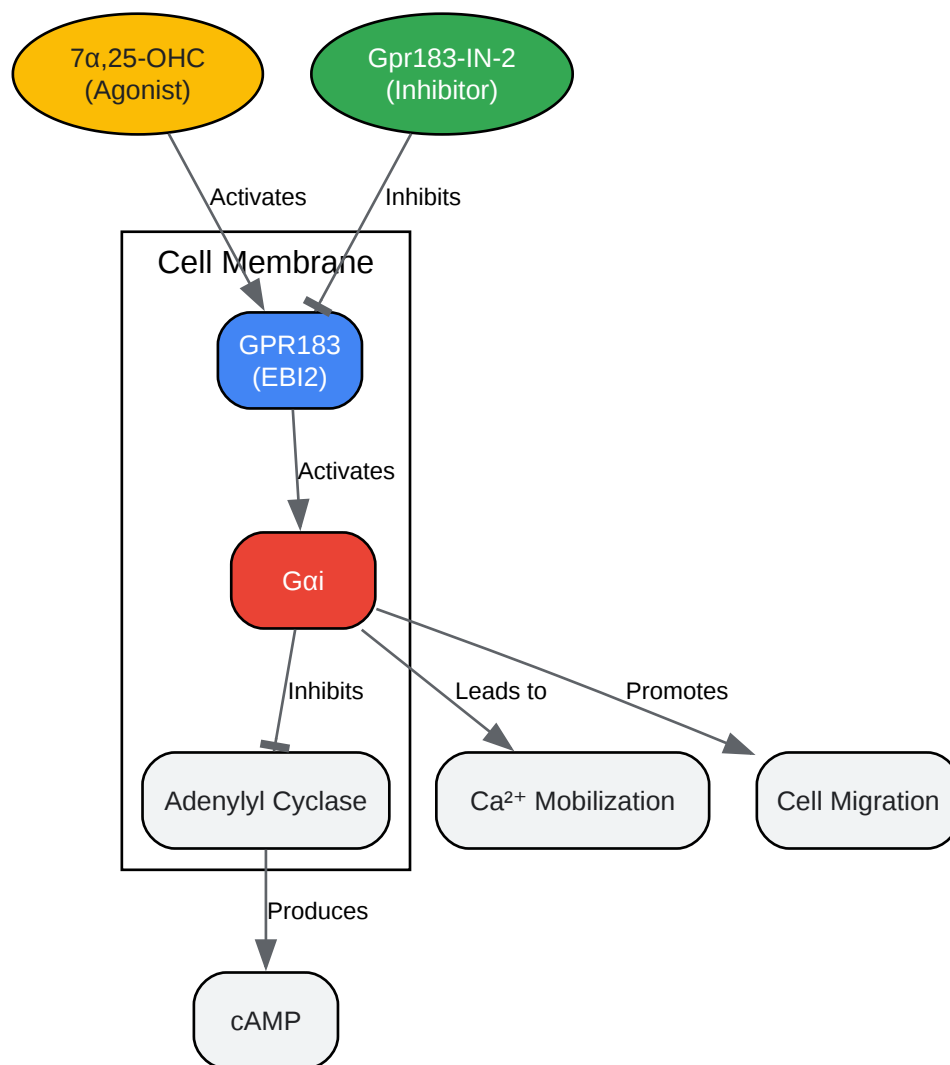 7α,25-OHC
(Agonist)
Gpr183-IN-2
(Inhibitor)
Activates
Inhibits
Cell Membrane
GPR183
(EBI2)
Activates
Gαi
Inhibits
Leads to
Promotes
Adenylyl Cyclase
Ca²⁺ Mobilization
Cell Migration
Produces
cAMP